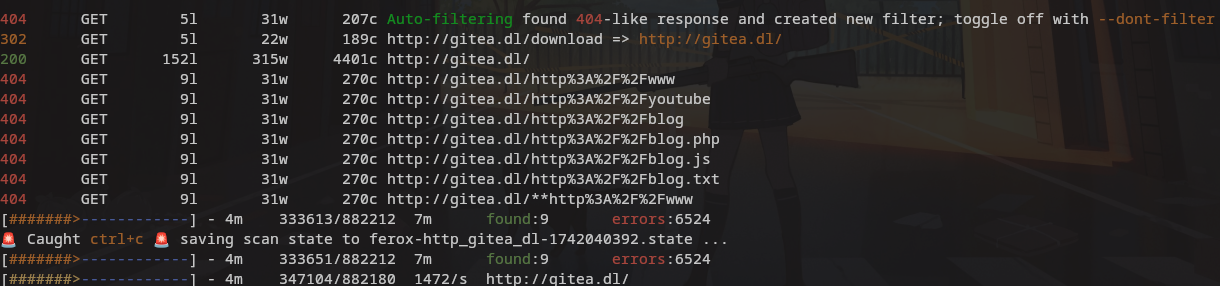 404 GET 5l 31w 207c Auto-filtering found 404-like response and created new filter; toggle off with --dont-filter
302 GET 5l 22w 189c http://gitea.dl/download => http://gitea.dl/
200 GET 152l 315w 4401c http://gitea.dl/
404 GET 9l 31w 270c http://gitea.dl/http%3A%2F%2Fwww
404 GET 9l 31w 270c http://gitea.dl/http%3A%2F%2Fyoutube
404 GET 9l 31w 270c http://gitea.dl/http%3A%2F%2Fblog
404 GET 9l 31w 270c http://gitea.dl/http%3A%2F%2Fblog.php
404 GET 9l 31w 270c http://gitea.dl/http%3A%2F%2Fblog.js
404 GET 9l 31w 270c http://gitea.dl/http%3A%2F%2Fblog.txt
404 GET 9l 31w 270c http://gitea.dl/**http%3A%2F%2Fwww
[#######>------------] - 4m 333613/882212 7m found:9 errors:6524
🚨 Caught ctrl+c 🚨 saving scan state to ferox-http_gitea_dl-1742040392.state ...
[#######>------------] - 4m 333651/882212 7m found:9 errors:6524
[#######>------------] - 4m 347104/882180 1472/s http://gitea.dl/